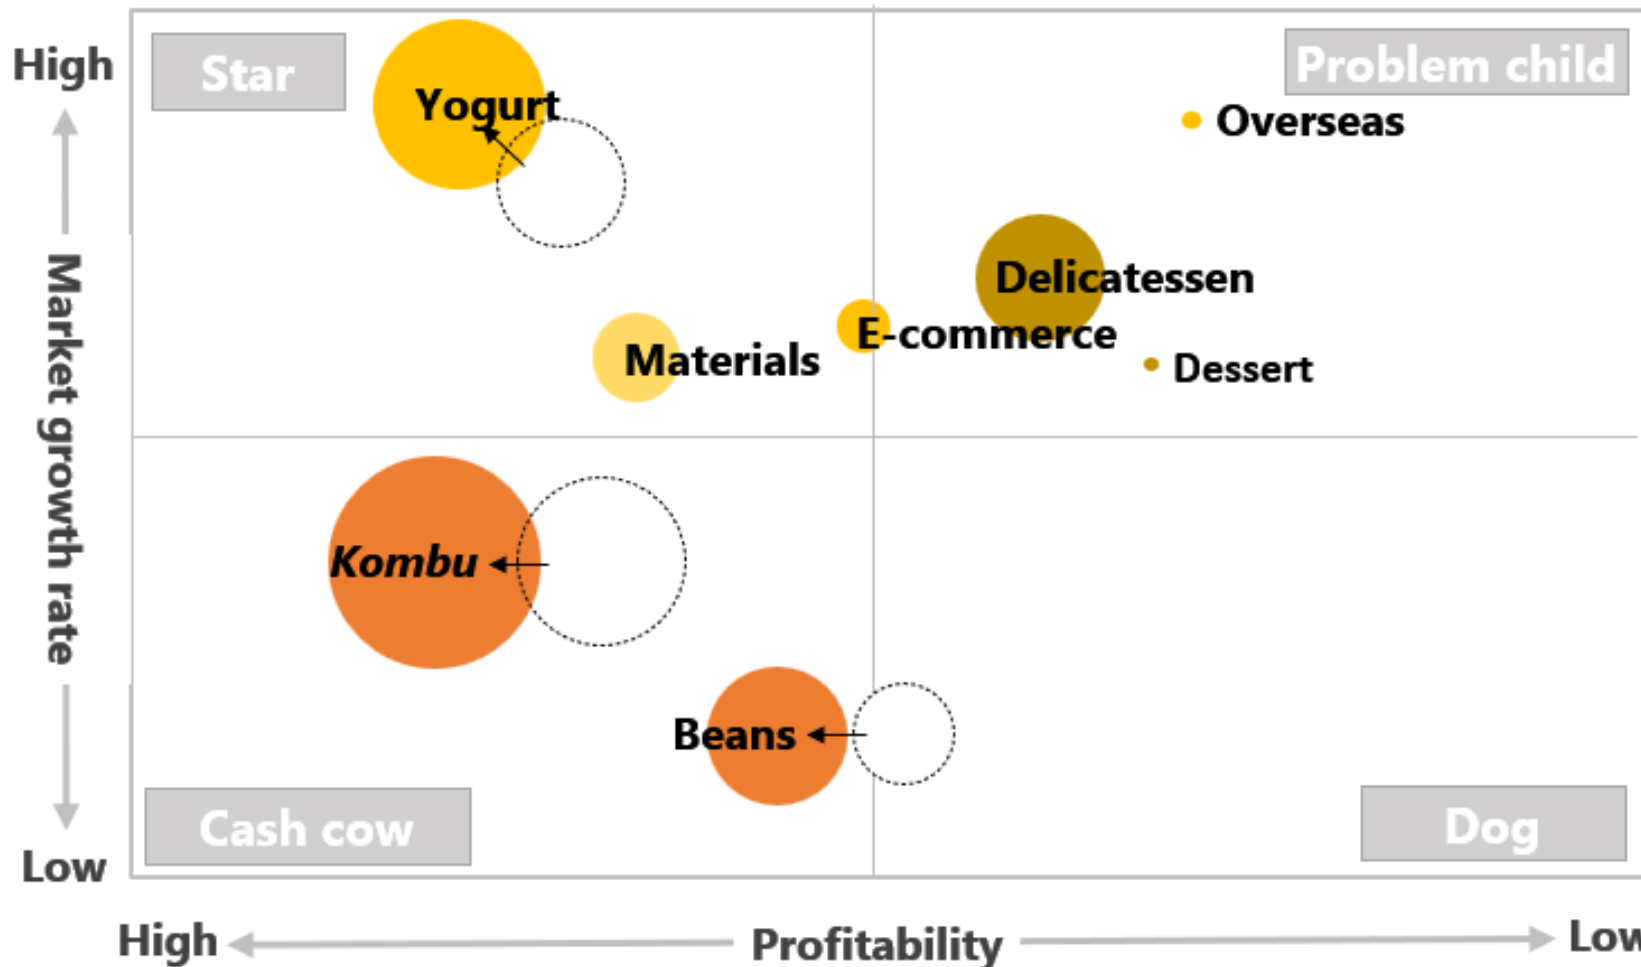 High
Star
Problem child
Yogurt
Overseas
Delicatessen
E-commerce
Materials
Dessert
Market growth rate
Kombu
Beans
Cash cow
Dog
Low
High
Profitability
Low